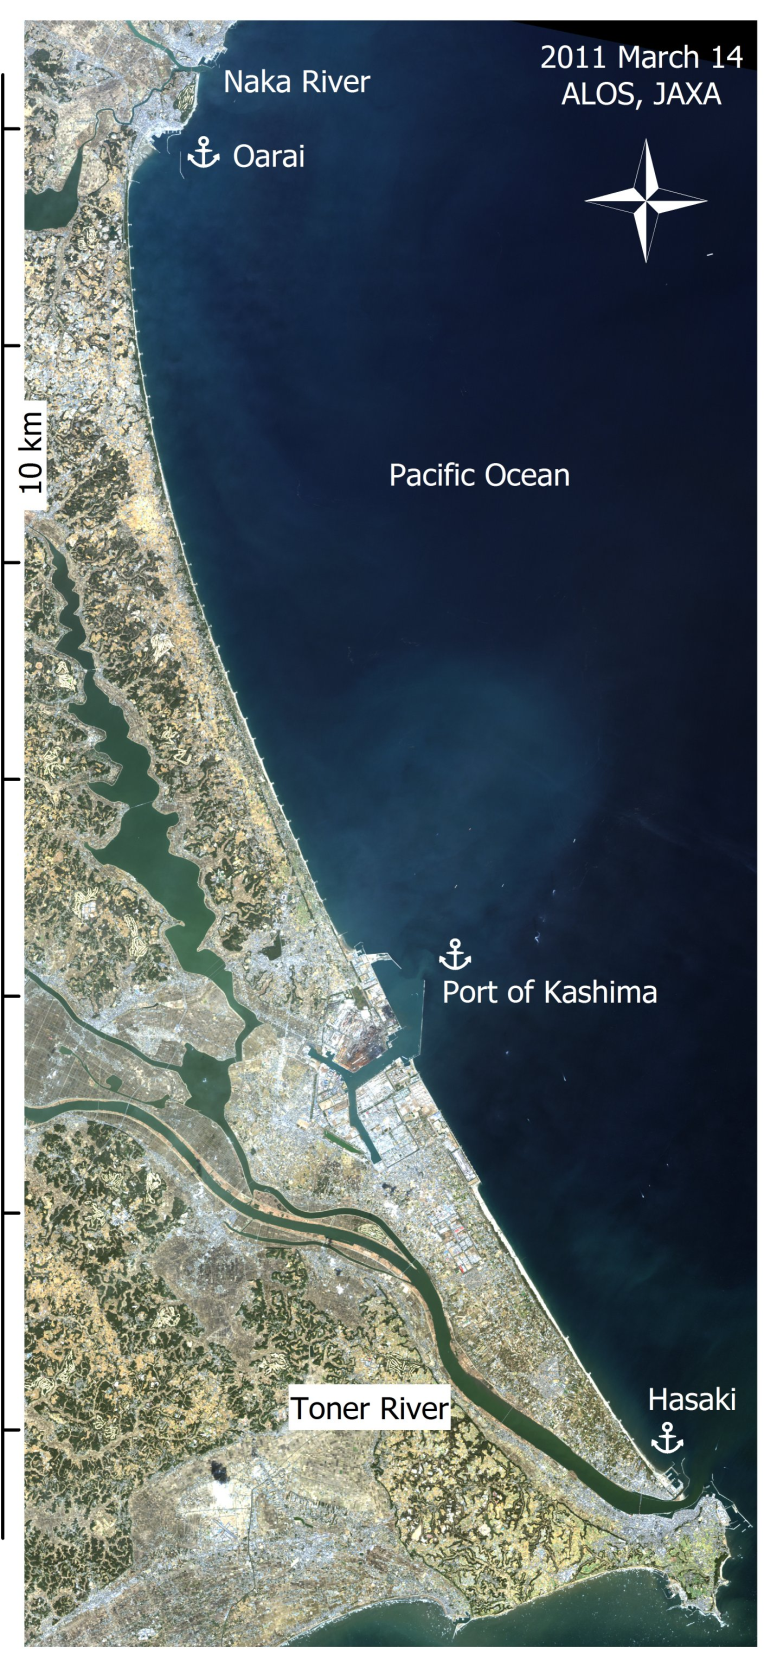 2011 March 14
ALOS, JAXA
Naka River
Oarai
10 km
Pacific Ocean
Port of Kashima
Hasaki
Toner River